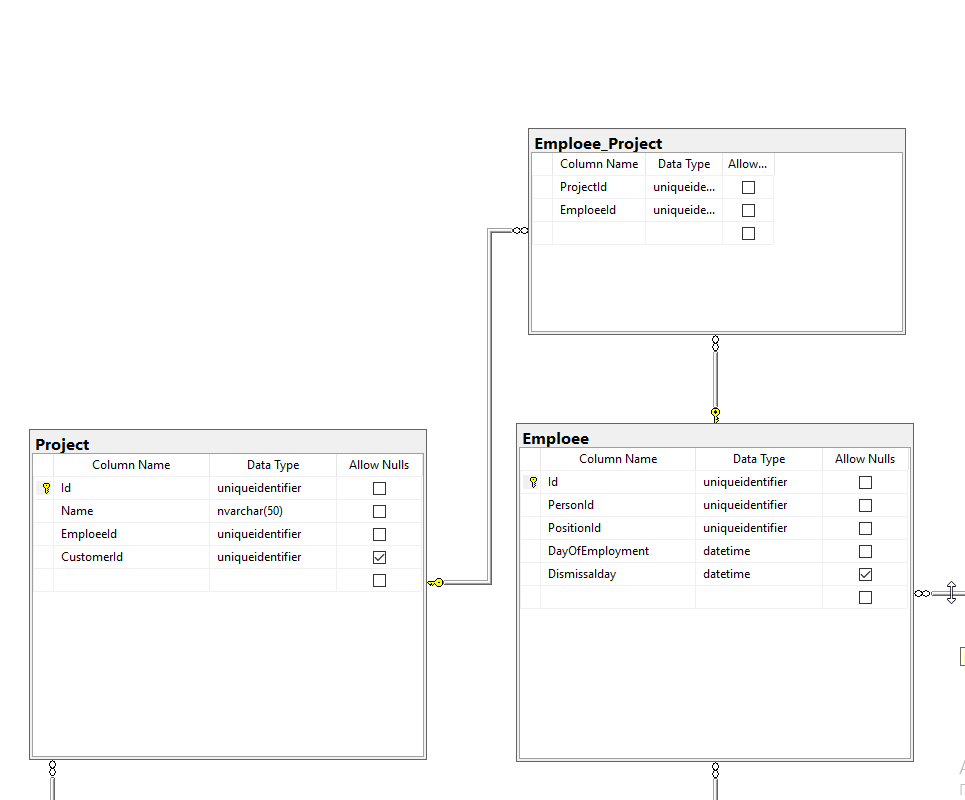 Emploee_Project
Column Name Data Type Allow...
ProjectId uniqueide...
EmploeeId uniqueide...
Project
Column Name Data Type Allow Nulls
Id uniqueidentifier
Name nvarchar(50)
EmploeeId uniqueidentifier
CustomerId uniqueidentifier
Emploee
Column Name Data Type Allow Nulls
Id uniqueidentifier
PersonId uniqueidentifier
PositionId uniqueidentifier
DayOfEmployment datetime
Dismissalday datetime